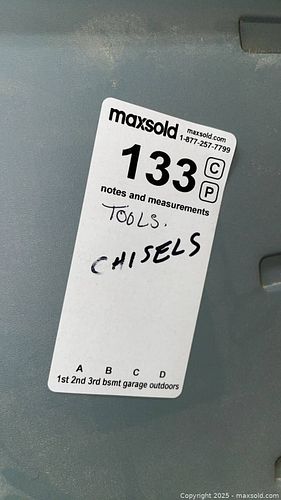 maxsold maxsold.com
1-877-257-7799
133 C
P
notes and measurements
TOOLS.
CHISELS
A B C D
1st 2nd 3rd bsmt garage outdoors
Copyright © 2025 - maxsold.com